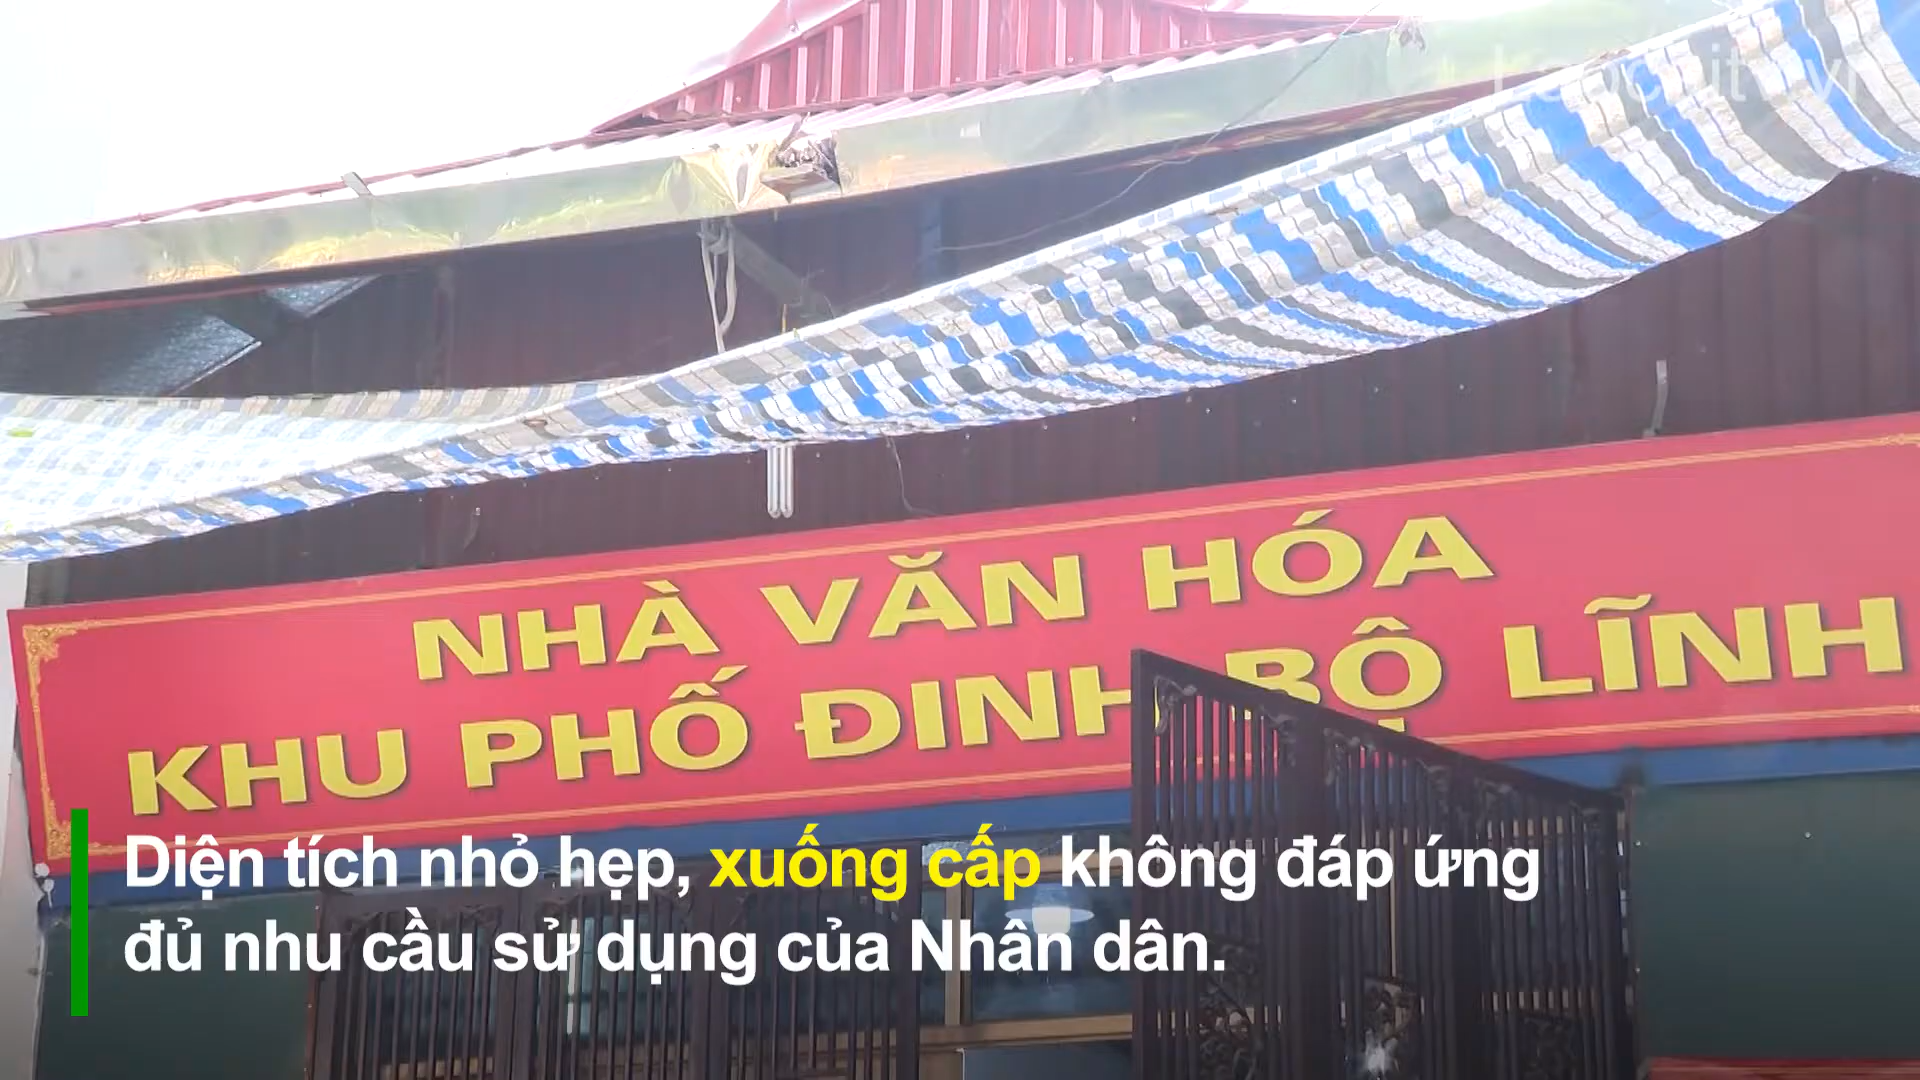 NHÀ VĂN HÓA
KHU PHỐ ĐINH BỘ LĨNH
Diện tích nhỏ hẹp, xuống cấp không đáp ứng
đủ nhu cầu sử dụng của Nhân dân.